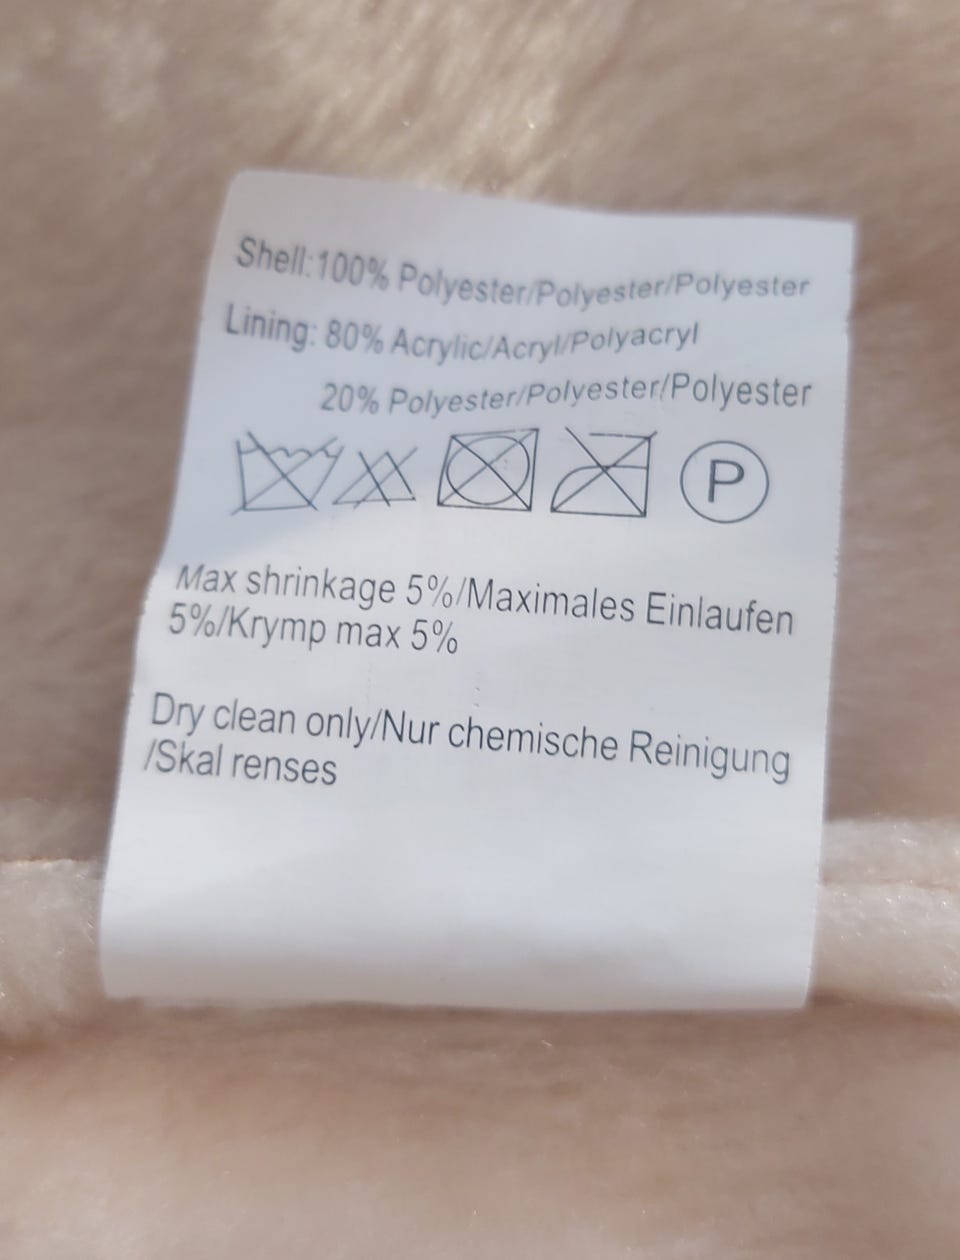 Shell:100% Polyester/Polyester/Polyester
Lining: 80% Acrylic/Acryl/Polyacryl
20% Polyester/Polyester/Polyester
P
Max shrinkage 5%/Maximales Einlaufen
5%/Krymp max 5%
Dry clean only/Nur chemische Reinigung
/Skal renses